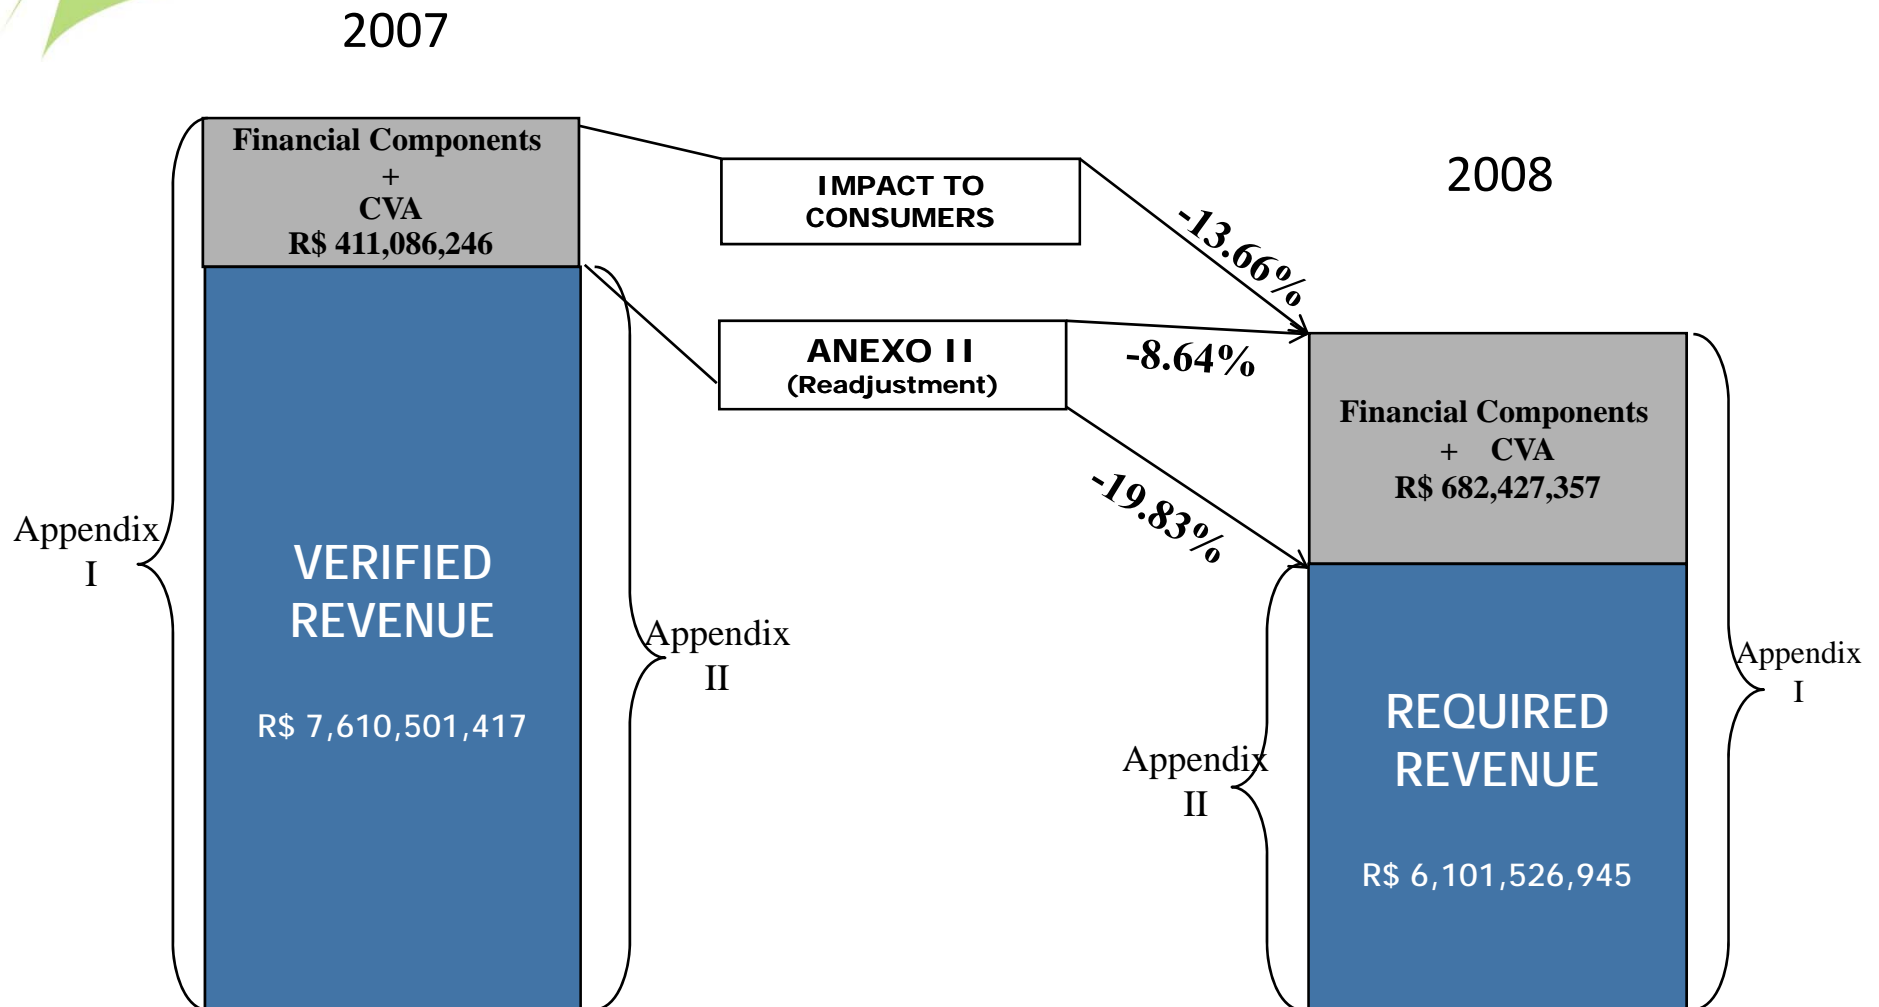 2007
Financial Components
+
CVA
R$ 411,086,246
VERIFIED
REVENUE
R$ 7,610,501,417
Appendix
I
Appendix
II
IMPACT TO
CONSUMERS
-13.66%
ANEXO II
(Readjustment)
-8.64%
-19.83%
2008
Financial Components
+ CVA
R$ 682,427,357
REQUIRED
REVENUE
R$ 6,101,526,945
Appendix
II
Appendix
I